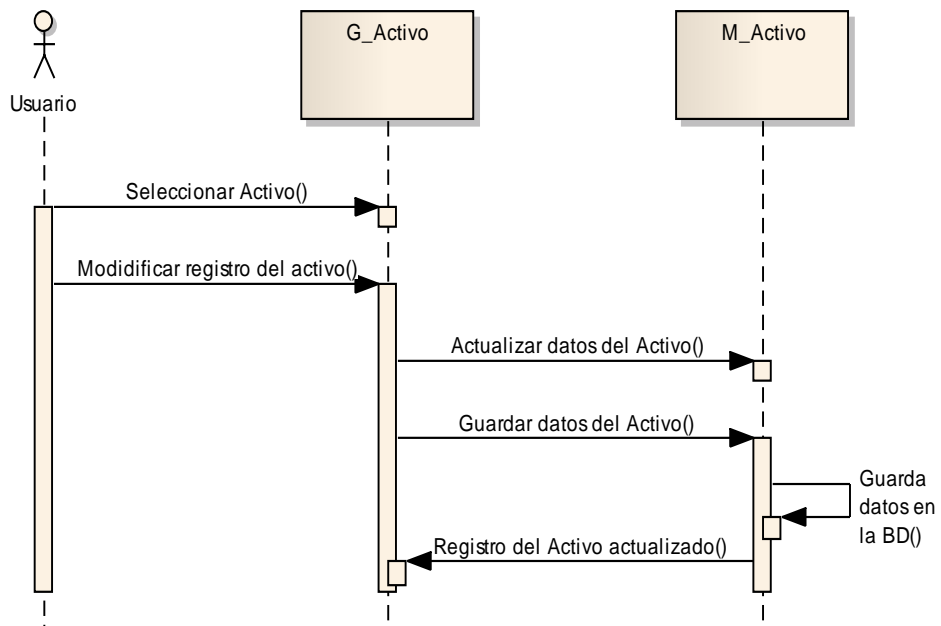 G_Activo
M_Activo
Usuario
Seleccionar Activo()
Modidificar registro del activo()
Actualizar datos del Activo()
Guardar datos del Activo()
Guarda
datos en
la BD()
Registro del Activo actualizado()